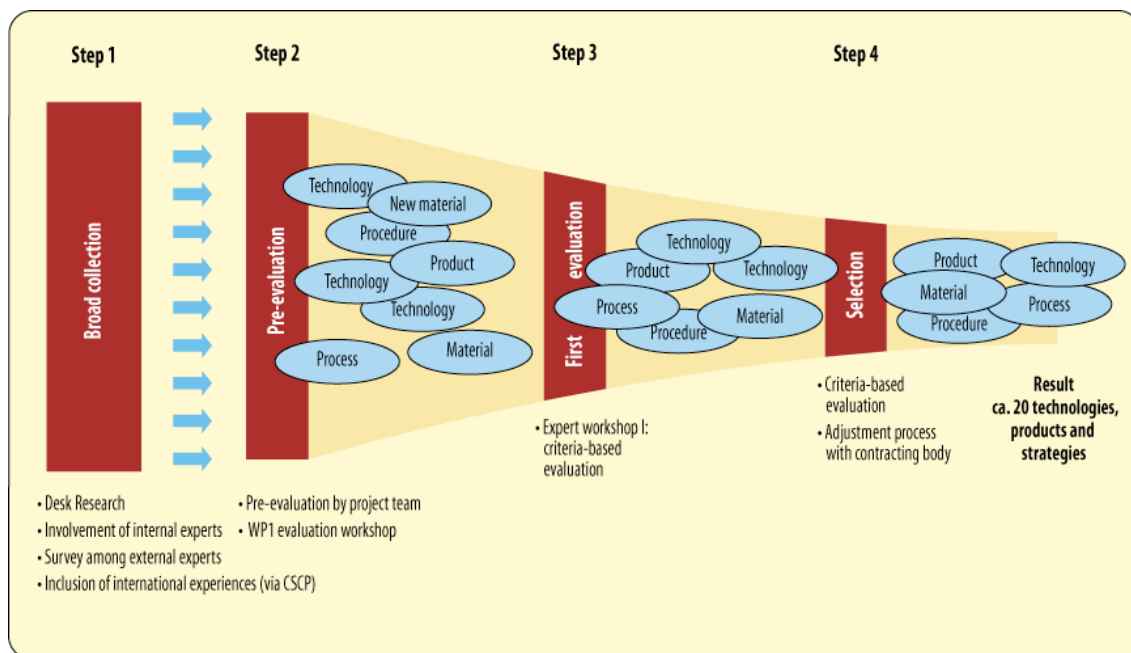 Step 1
Step 2
Step 3
Step 4
Broad collection
Pre-evaluation
Technology
New material
Procedure
Product
Technology
Technology
Material
Process
First evaluation
Technology
Product
Technology
Process
Material
Procedure
Selection
Product
Technology
Material
Process
Procedure
• Desk Research
• Involvement of internal experts
• Survey among external experts
• Inclusion of international experiences (via CSCP)
• Pre-evaluation by project team
• WP1 evaluation workshop
• Expert workshop I:
criteria-based
evaluation
• Criteria-based
evaluation
• Adjustment process
with contracting body
Result
ca. 20 technologies,
products and
strategies